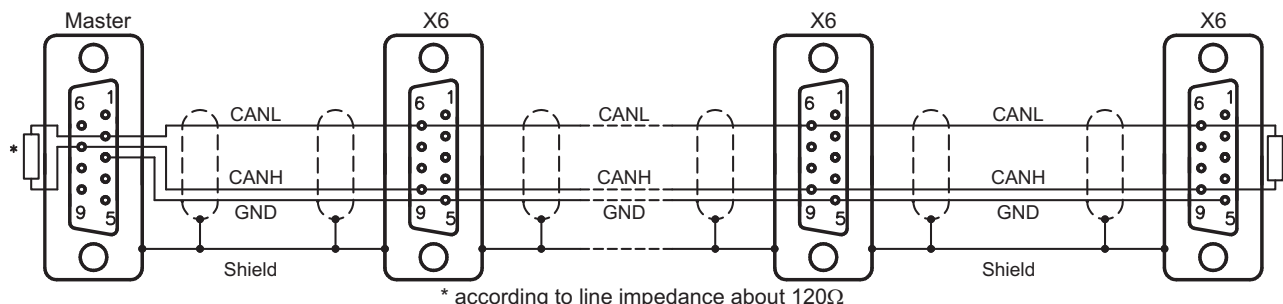 Master X6 X6 X6
6 1 6 1 6 1 6 1
CANL CANL CANL
*
CANH CANH CANH
9 5 GND 9 5 GND 9 5 GND 9 5
Shield Shield
* according to line impedance about 120Ω